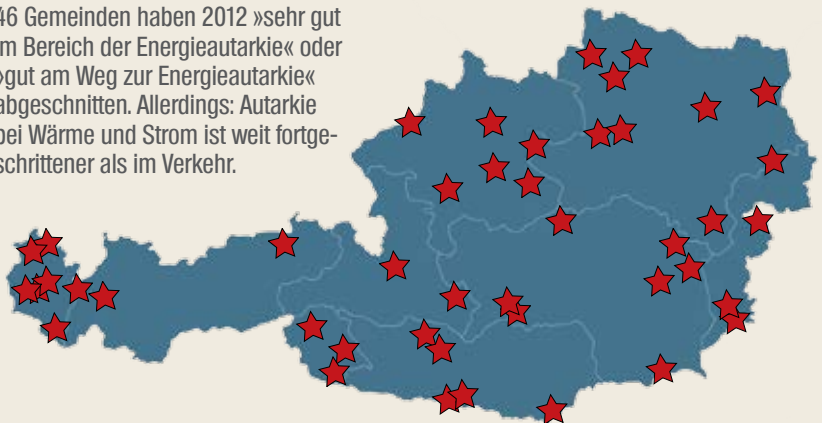 46 Gemeinden haben 2012 »sehr gut
im Bereich der Energieautarkie« oder
»gut am Weg zur Energieautarkie«
abgeschnitten. Allerdings: Autarkie
bei Wärme und Strom ist weit fortge-
schrittener als im Verkehr.